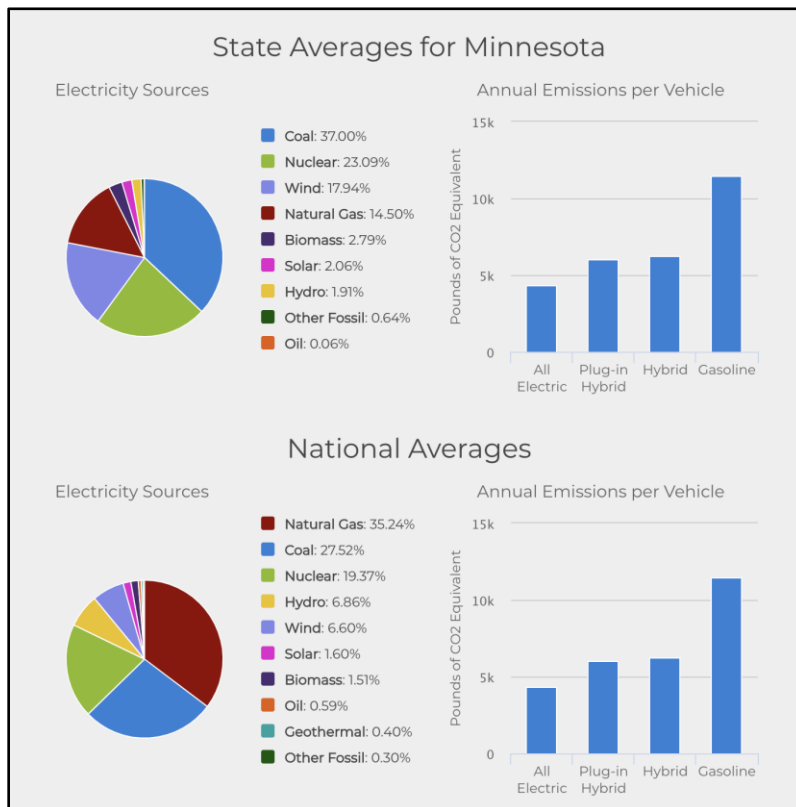 State Averages for Minnesota
Electricity Sources
Coal: 37.00%
Nuclear: 23.09%
Wind: 17.94%
Natural Gas: 14.50%
Biomass: 2.79%
Solar: 2.06%
Hydro: 1.91%
Other Fossil: 0.64%
Oil: 0.06%
Annual Emissions per Vehicle
Pounds of CO2 Equivalent
15k
10k
5k
0
All
Electric
Plug-in
Hybrid
Hybrid
Gasoline
National Averages
Electricity Sources
Natural Gas: 35.24%
Coal: 27.52%
Nuclear: 19.37%
Hydro: 6.86%
Wind: 6.60%
Solar: 1.60%
Biomass: 1.51%
Oil: 0.59%
Geothermal: 0.40%
Other Fossil: 0.30%
Annual Emissions per Vehicle
Pounds of CO2 Equivalent
15k
10k
5k
0
All
Electric
Plug-in
Hybrid
Hybrid
Gasoline